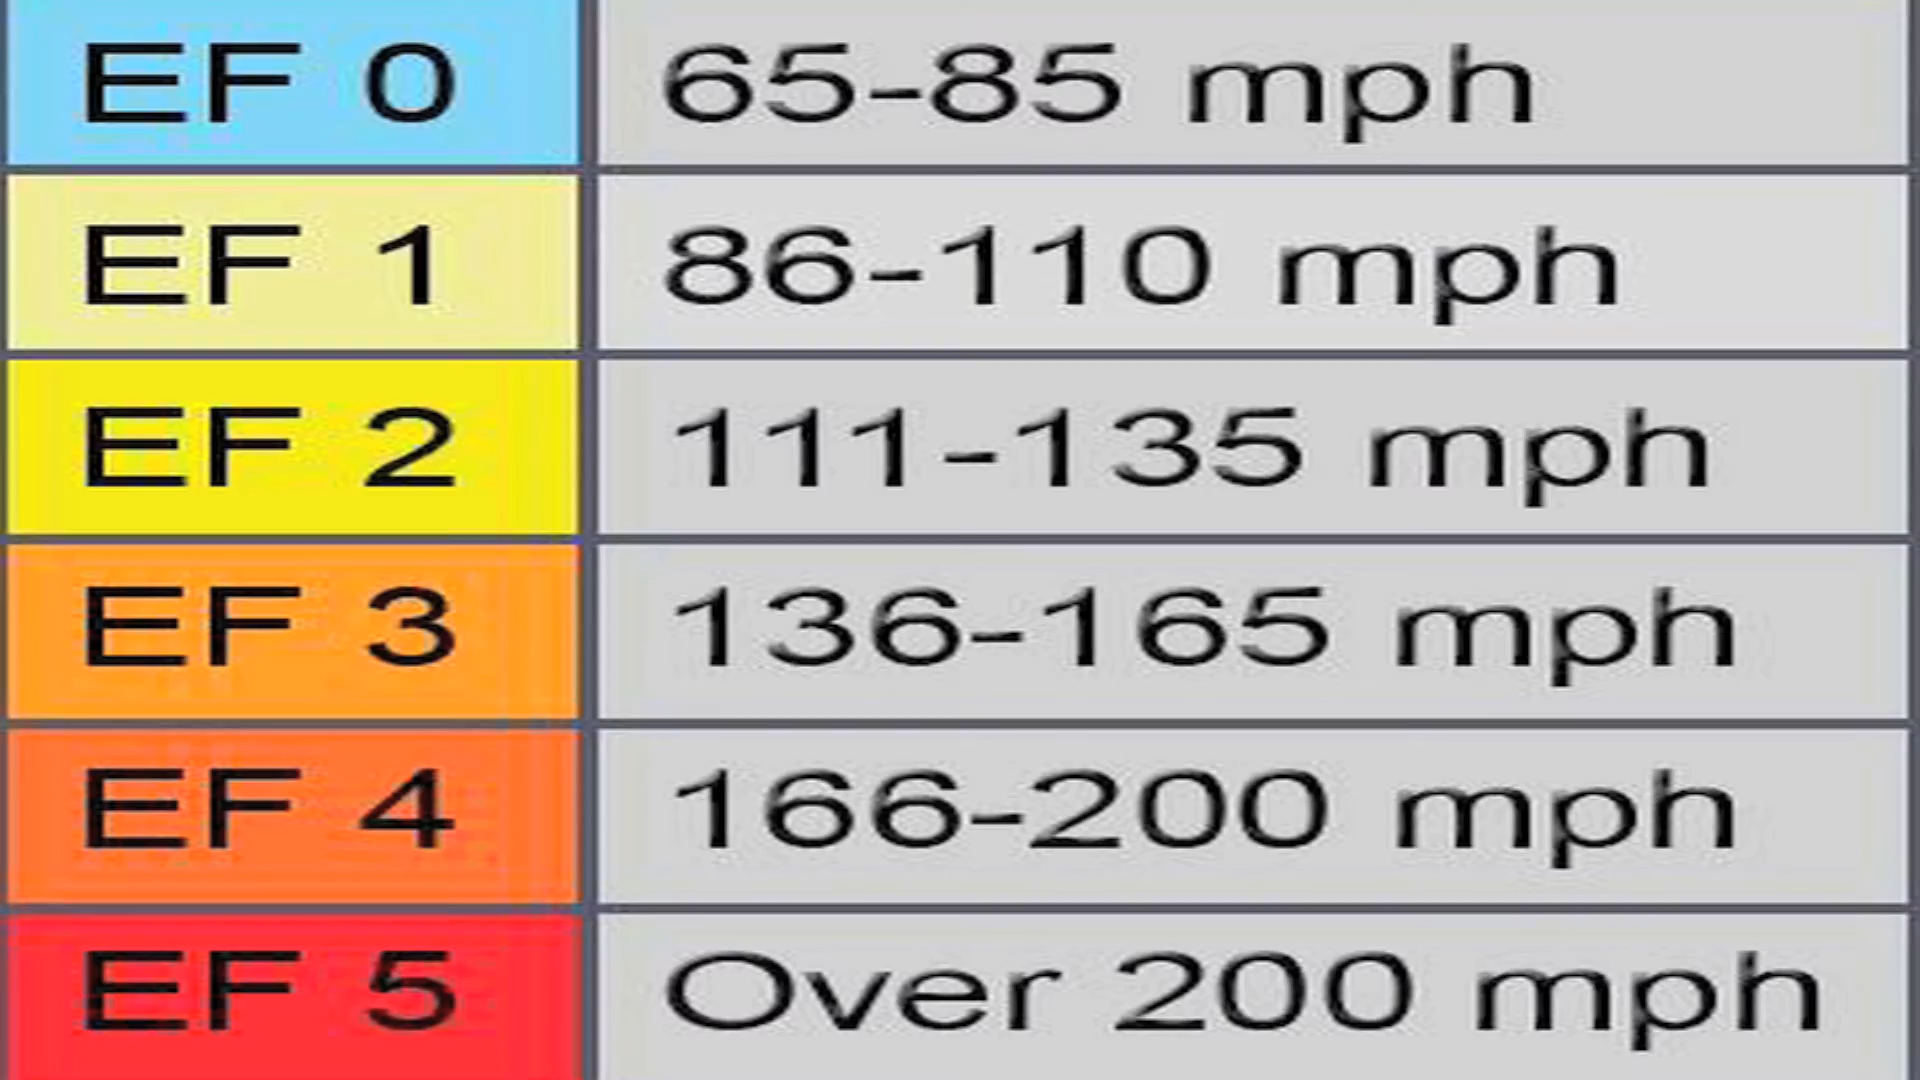 EF 0 65-85 mph
EF 1 86-110 mph
EF 2 111-135 mph
EF 3 136-165 mph
EF 4 166-200 mph
EF 5 Over 200 mph